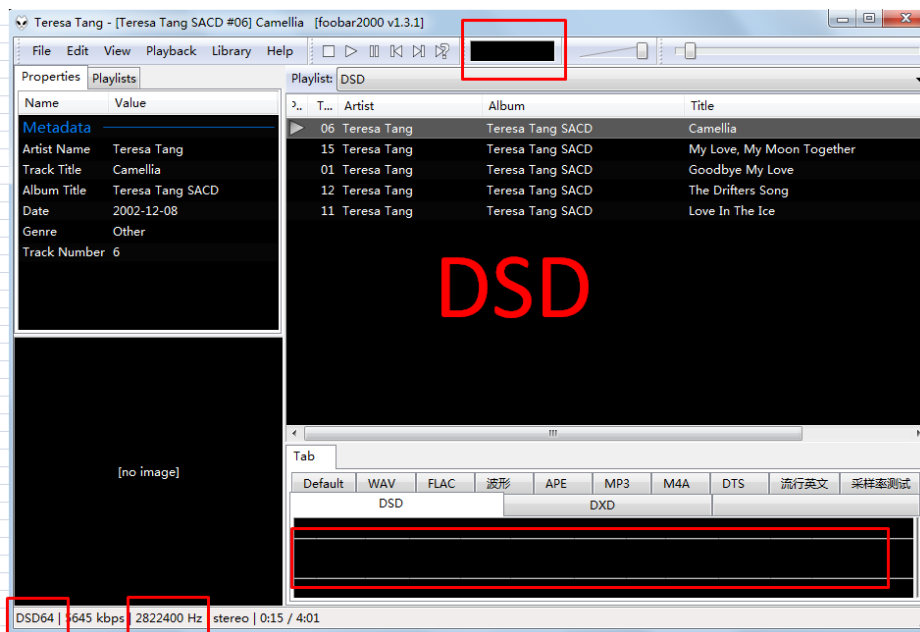 Teresa Tang - [Teresa Tang SACD #06] Camellia [foobar2000 v1.3.1]
File Edit View Playback Library Help
Properties Playlists
Playlist: DSD
Name Value
T... Artist Album Title
Metadata
Artist Name Teresa Tang
Track Title Camellia
Album Title Teresa Tang SACD
Date 2002-12-08
Genre Other
Track Number 6
06 Teresa Tang Teresa Tang SACD Camellia
15 Teresa Tang Teresa Tang SACD My Love, My Moon Together
01 Teresa Tang Teresa Tang SACD Goodbye My Love
12 Teresa Tang Teresa Tang SACD The Drifters Song
11 Teresa Tang Teresa Tang SACD Love In The Ice
DSD
[no image]
Tab
Default WAV FLAC 波形 APE MP3 M4A DTS 流行英文 采样率测试
DSD DXD
DSD64 | 5645 kbps | 2822400 Hz | stereo | 0:15 / 4:01